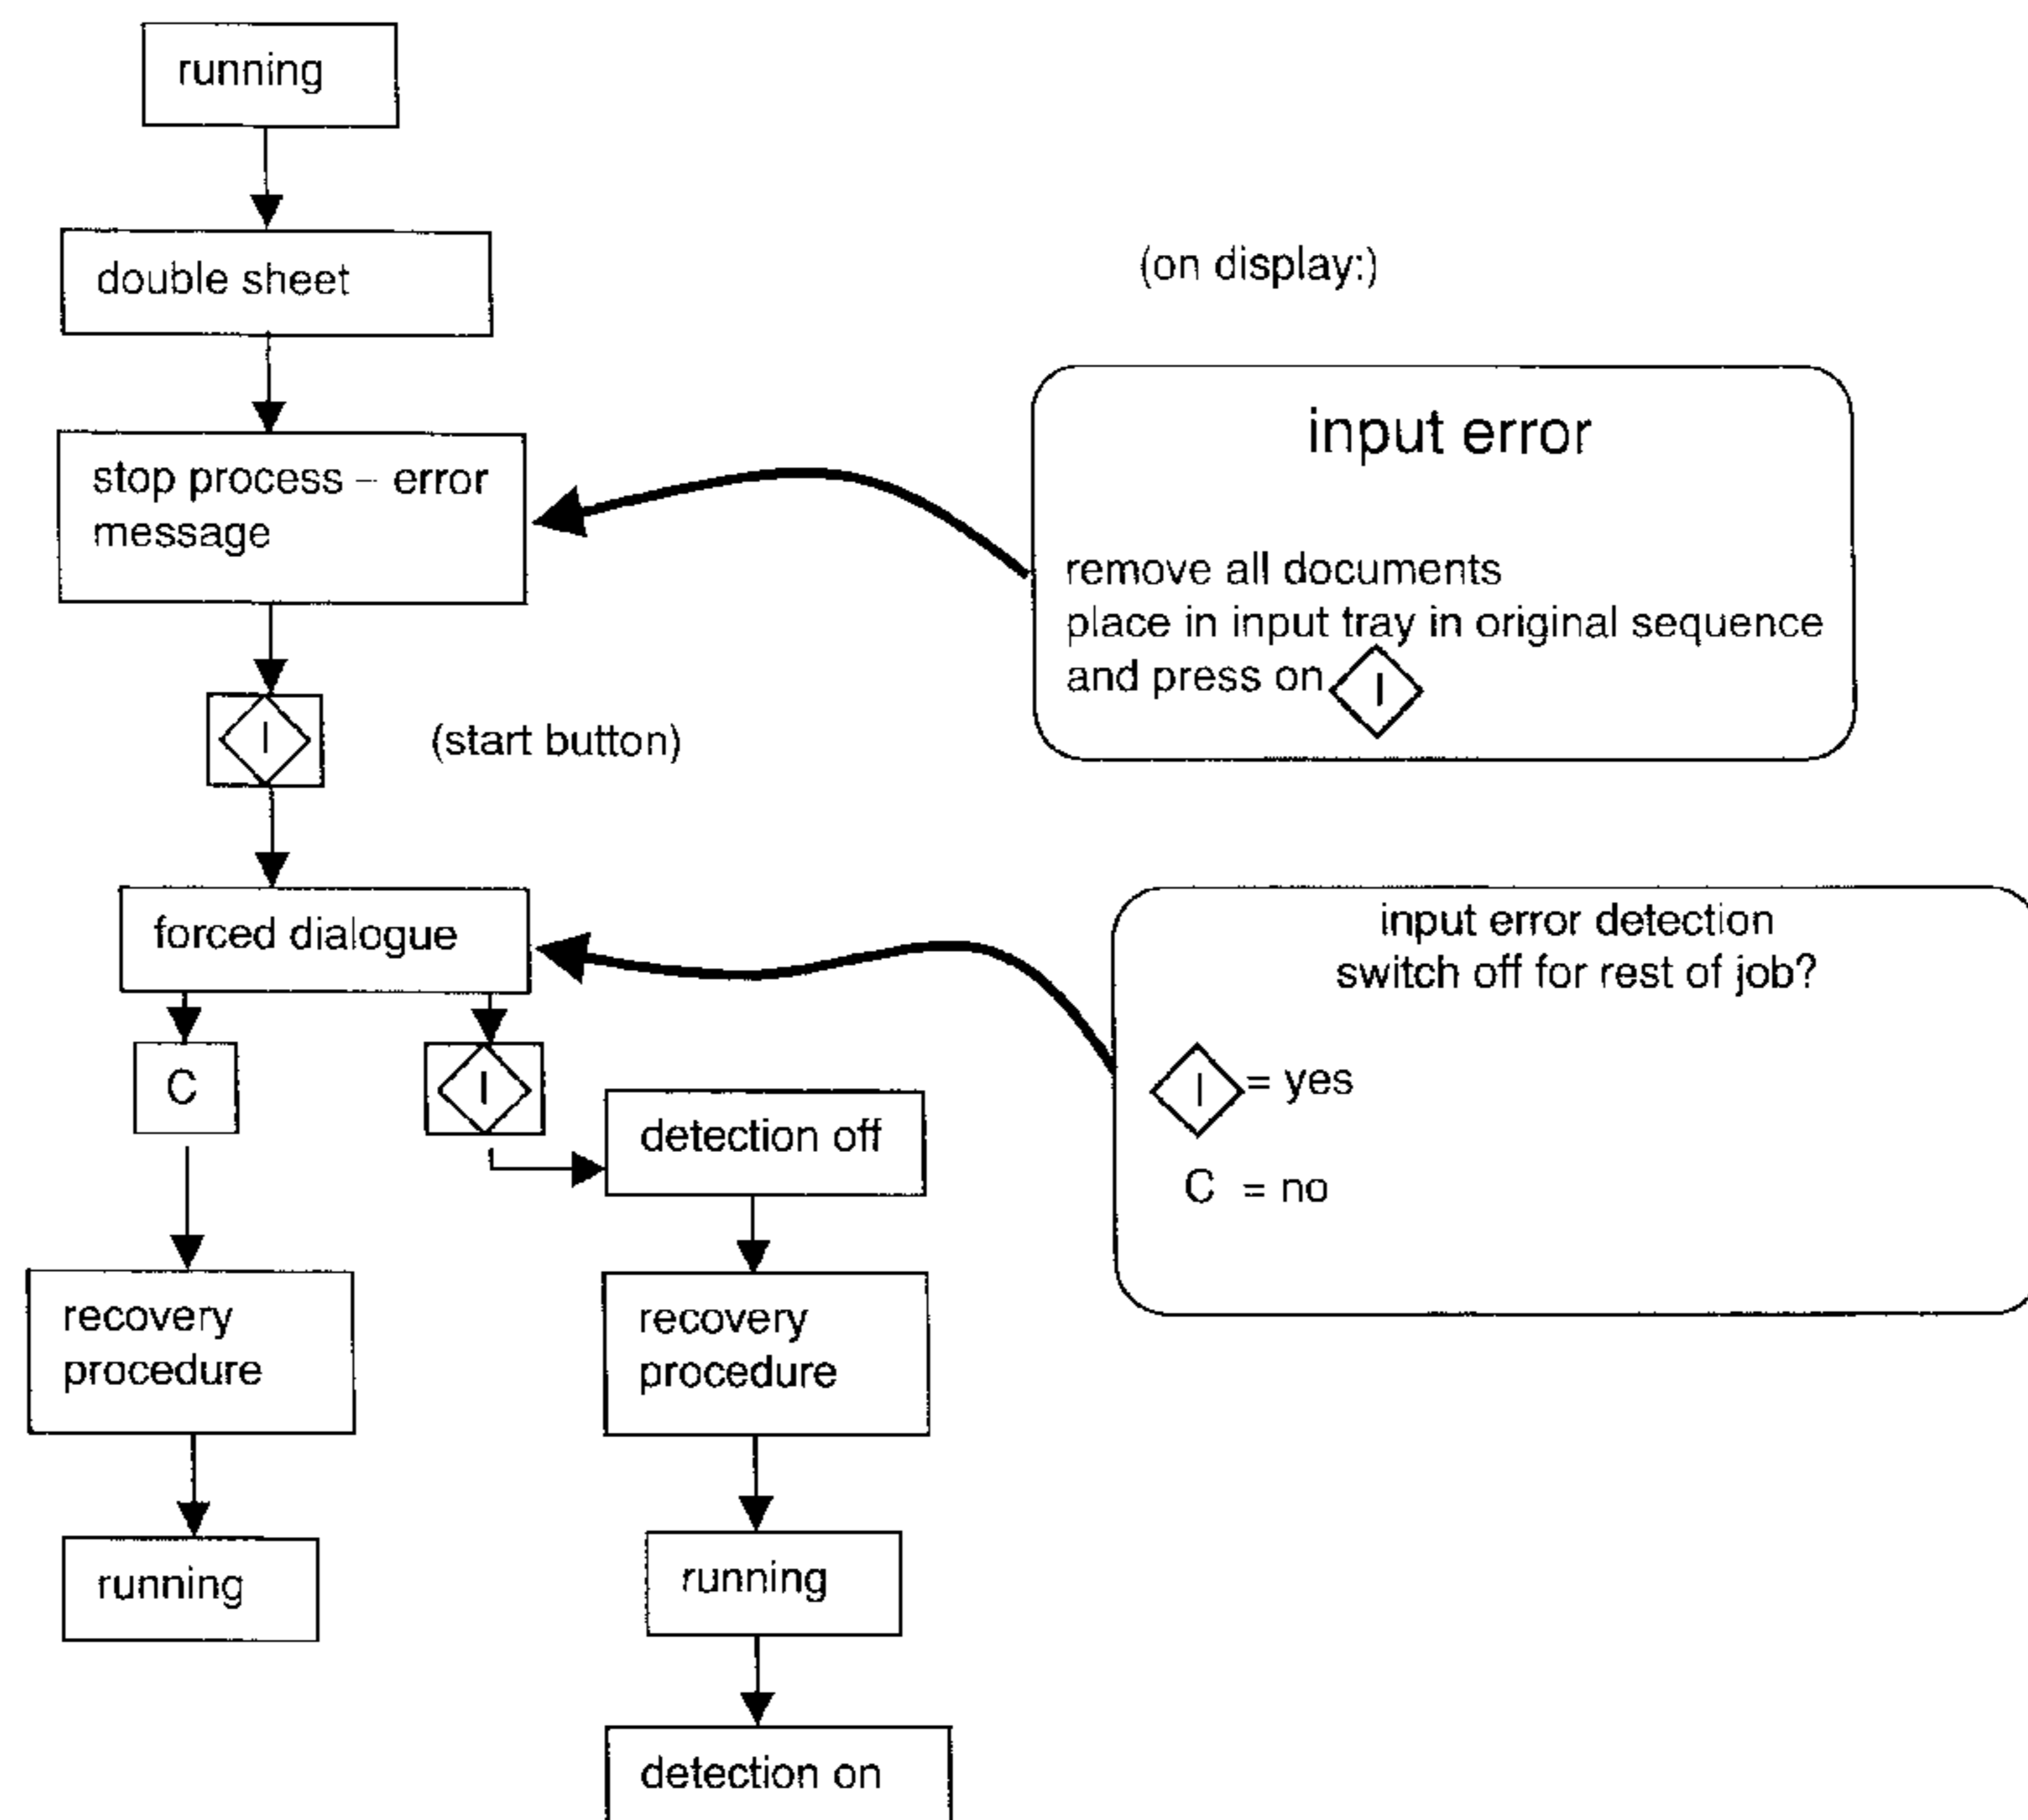 running
double sheet
(on display:)
stop process – error
message
input error
remove all documents
place in input tray in original sequence
and press on I
I
(start button)
forced dialogue
input error detection
switch off for rest of job?
C
I
I = yes
detection off
C = no
recovery
procedure
recovery
procedure
running
running
detection on